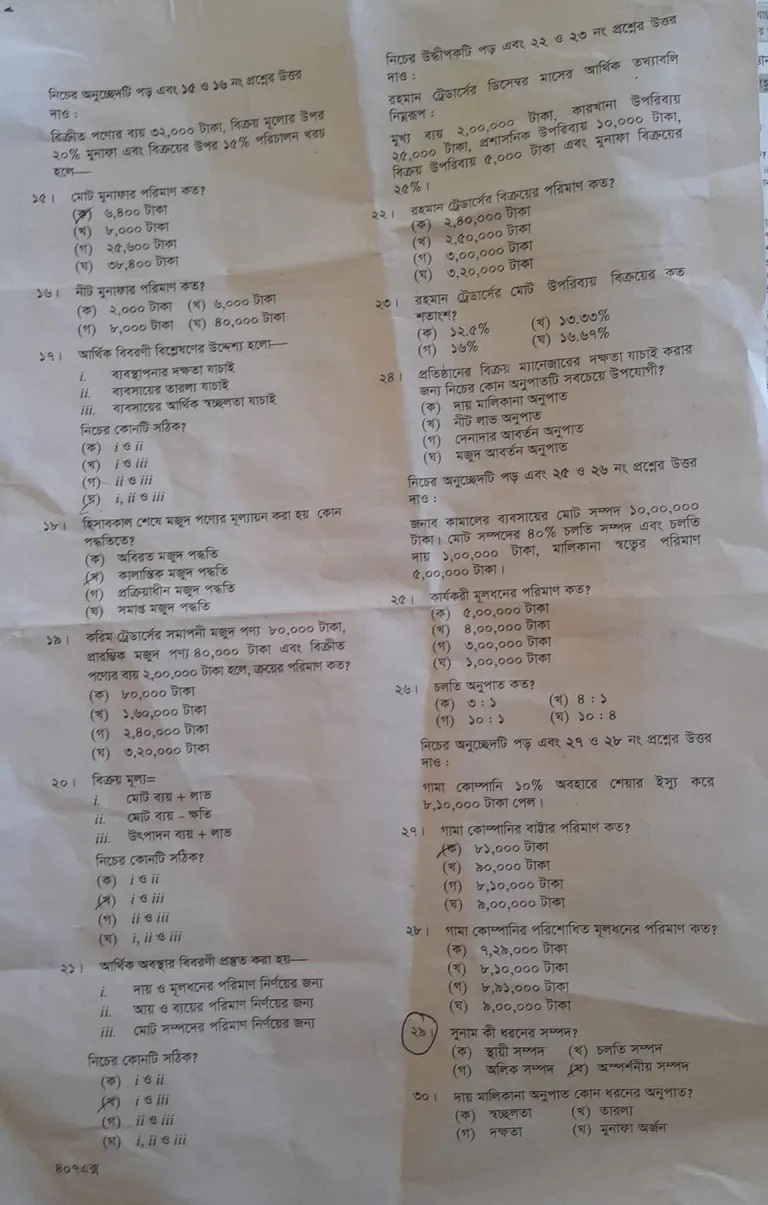 নিচের অনুচ্ছেদটি পড় এবং ১৫ ও ১৬ নং প্রশ্নের উত্তর
দাও :
বিক্রীত পণ্যের ব্যয় ৩২,০০০ টাকা, বিক্রয় মূল্যের উপর
২০% মুনাফা এবং বিক্রয়ের উপর ১৫% পরিচালন খরচ
হলে—
১৫। মোট মুনাফার পরিমাণ কত?
(ক) ৬,৪০০ টাকা
(খ) ৮,০০০ টাকা
(গ) ২৫,৬০০ টাকা
(ঘ) ৩৮,৪০০ টাকা
১৬। নীট মুনাফার পরিমাণ কত?
(ক) ২,০০০ টাকা (খ) ৬,০০০ টাকা
(গ) ৮,০০০ টাকা (ঘ) ৪০,০০০ টাকা
১৭। আর্থিক বিবরণী বিশ্লেষণের উদ্দেশ্য হলো—
i. ব্যবস্থাপনার দক্ষতা যাচাই
ii. ব্যবসায়ের তারল্য যাচাই
iii. ব্যবসায়ের আর্থিক স্বচ্ছলতা যাচাই
নিচের কোনটি সঠিক?
(ক) i ও ii
(খ) i ও iii
(গ) ii ও iii
(ঘ) i, ii ও iii
১৮। হিসাবকাল শেষে মজুদ পণ্যের মূল্যায়ন করা হয় কোন
পদ্ধতিতে?
(ক) অবিরত মজুদ পদ্ধতি
(খ) কালান্তিক মজুদ পদ্ধতি
(গ) প্রক্রিয়াধীন মজুদ পদ্ধতি
(ঘ) সমাপ্ত মজুদ পদ্ধতি
১৯। করিম ট্রেডার্সের সমাপনী মজুদ পণ্য ৮০,০০০ টাকা,
প্রারম্ভিক মজুদ পণ্য ৪০,০০০ টাকা এবং বিক্রীত
পণ্যের ব্যয় ২,০০,০০০ টাকা হলে, ক্রয়ের পরিমাণ কত?
(ক) ৮০,০০০ টাকা
(খ) ১,৬০,০০০ টাকা
(গ) ২,৪০,০০০ টাকা
(ঘ) ৩,২০,০০০ টাকা
২০। বিক্রয় মূল্য=
i. মোট ব্যয় + লাভ
ii. মোট ব্যয় – ক্ষতি
iii. উৎপাদন ব্যয় + লাভ
নিচের কোনটি সঠিক?
(ক) i ও ii
(খ) i ও iii
(গ) ii ও iii
(ঘ) i, ii ও iii
২১। আর্থিক অবস্থার বিবরণী প্রস্তুত করা হয়—
i. দায় ও মূলধনের পরিমাণ নির্ণয়ের জন্য
ii. আয় ও ব্যয়ের পরিমাণ নির্ণয়ের জন্য
iii. মোট সম্পদের পরিমাণ নির্ণয়ের জন্য
নিচের কোনটি সঠিক?
(ক) i ও ii
(খ) i ও iii
(গ) ii ও iii
(ঘ) i, ii ও iii
৪০৭এক্স
নিচের উদ্দীপকটি পড় এবং ২২ ও ২৩ নং প্রশ্নের উত্তর
দাও :
রহমান ট্রেডার্সের ডিসেম্বর মাসের আর্থিক তথ্যাবলি
নিম্নরূপ :
মুখ্য ব্যয় ২,০০,০০০ টাকা, কারখানা উপরিব্যয়
২৫,০০০ টাকা, প্রশাসনিক উপরিব্যয় ১০,০০০ টাকা,
বিক্রয় উপরিব্যয় ৫,০০০ টাকা এবং মুনাফা বিক্রয়ের
২৫%।
২২। রহমান ট্রেডার্সের বিক্রয়ের পরিমাণ কত?
(ক) ২,৪০,০০০ টাকা
(খ) ২,৫০,০০০ টাকা
(গ) ৩,০০,০০০ টাকা
(ঘ) ৩,২০,০০০ টাকা
২৩। রহমান ট্রেডার্সের মোট উপরিব্যয় বিক্রয়ের কত
শতাংশ?
(ক) ১২.৫% (খ) ১৩.৩৩%
(গ) ১৬% (ঘ) ১৬.৬৭%
২৪। প্রতিষ্ঠানের বিক্রয় ম্যানেজারের দক্ষতা যাচাই করার
জন্য নিচের কোন অনুপাতটি সবচেয়ে উপযোগী?
(ক) দায় মালিকানা অনুপাত
(খ) নীট লাভ অনুপাত
(গ) দেনাদার আবর্তন অনুপাত
(ঘ) মজুদ আবর্তন অনুপাত
নিচের অনুচ্ছেদটি পড় এবং ২৫ ও ২৬ নং প্রশ্নের উত্তর
দাও :
জনাব কামালের ব্যবসায়ের মোট সম্পদ ১০,০০,০০০
টাকা। মোট সম্পদের ৪০% চলতি সম্পদ এবং চলতি
দায় ১,০০,০০০ টাকা, মালিকানা স্বত্বের পরিমাণ
৫,০০,০০০ টাকা।
২৫। কার্যকরী মূলধনের পরিমাণ কত?
(ক) ৫,০০,০০০ টাকা
(খ) ৪,০০,০০০ টাকা
(গ) ৩,০০,০০০ টাকা
(ঘ) ১,০০,০০০ টাকা
২৬। চলতি অনুপাত কত?
(ক) ৩ : ১ (খ) ৪ : ১
(গ) ১০ : ১ (ঘ) ১০ : ৪
নিচের অনুচ্ছেদটি পড় এবং ২৭ ও ২৮ নং প্রশ্নের উত্তর
দাও :
গামা কোম্পানি ১০% অবহারে শেয়ার ইস্যু করে
৮,১০,০০০ টাকা পেল।
২৭। গামা কোম্পানির বাট্টার পরিমাণ কত?
(ক) ৮১,০০০ টাকা
(খ) ৯০,০০০ টাকা
(গ) ৮,১০,০০০ টাকা
(ঘ) ৯,০০,০০০ টাকা
২৮। গামা কোম্পানির পরিশোধিত মূলধনের পরিমাণ কত?
(ক) ৭,২৯,০০০ টাকা
(খ) ৮,১০,০০০ টাকা
(গ) ৮,৯১,০০০ টাকা
(ঘ) ৯,০০,০০০ টাকা
২৯। সুনাম কী ধরনের সম্পদ?
(ক) স্থায়ী সম্পদ (খ) চলতি সম্পদ
(গ) অলিক সম্পদ (ঘ) অস্পর্শনীয় সম্পদ
৩০। দায় মালিকানা অনুপাত কোন ধরনের অনুপাত?
(ক) স্বচ্ছলতা (খ) তারল্য
(গ) দক্ষতা (ঘ) মুনাফা অর্জন